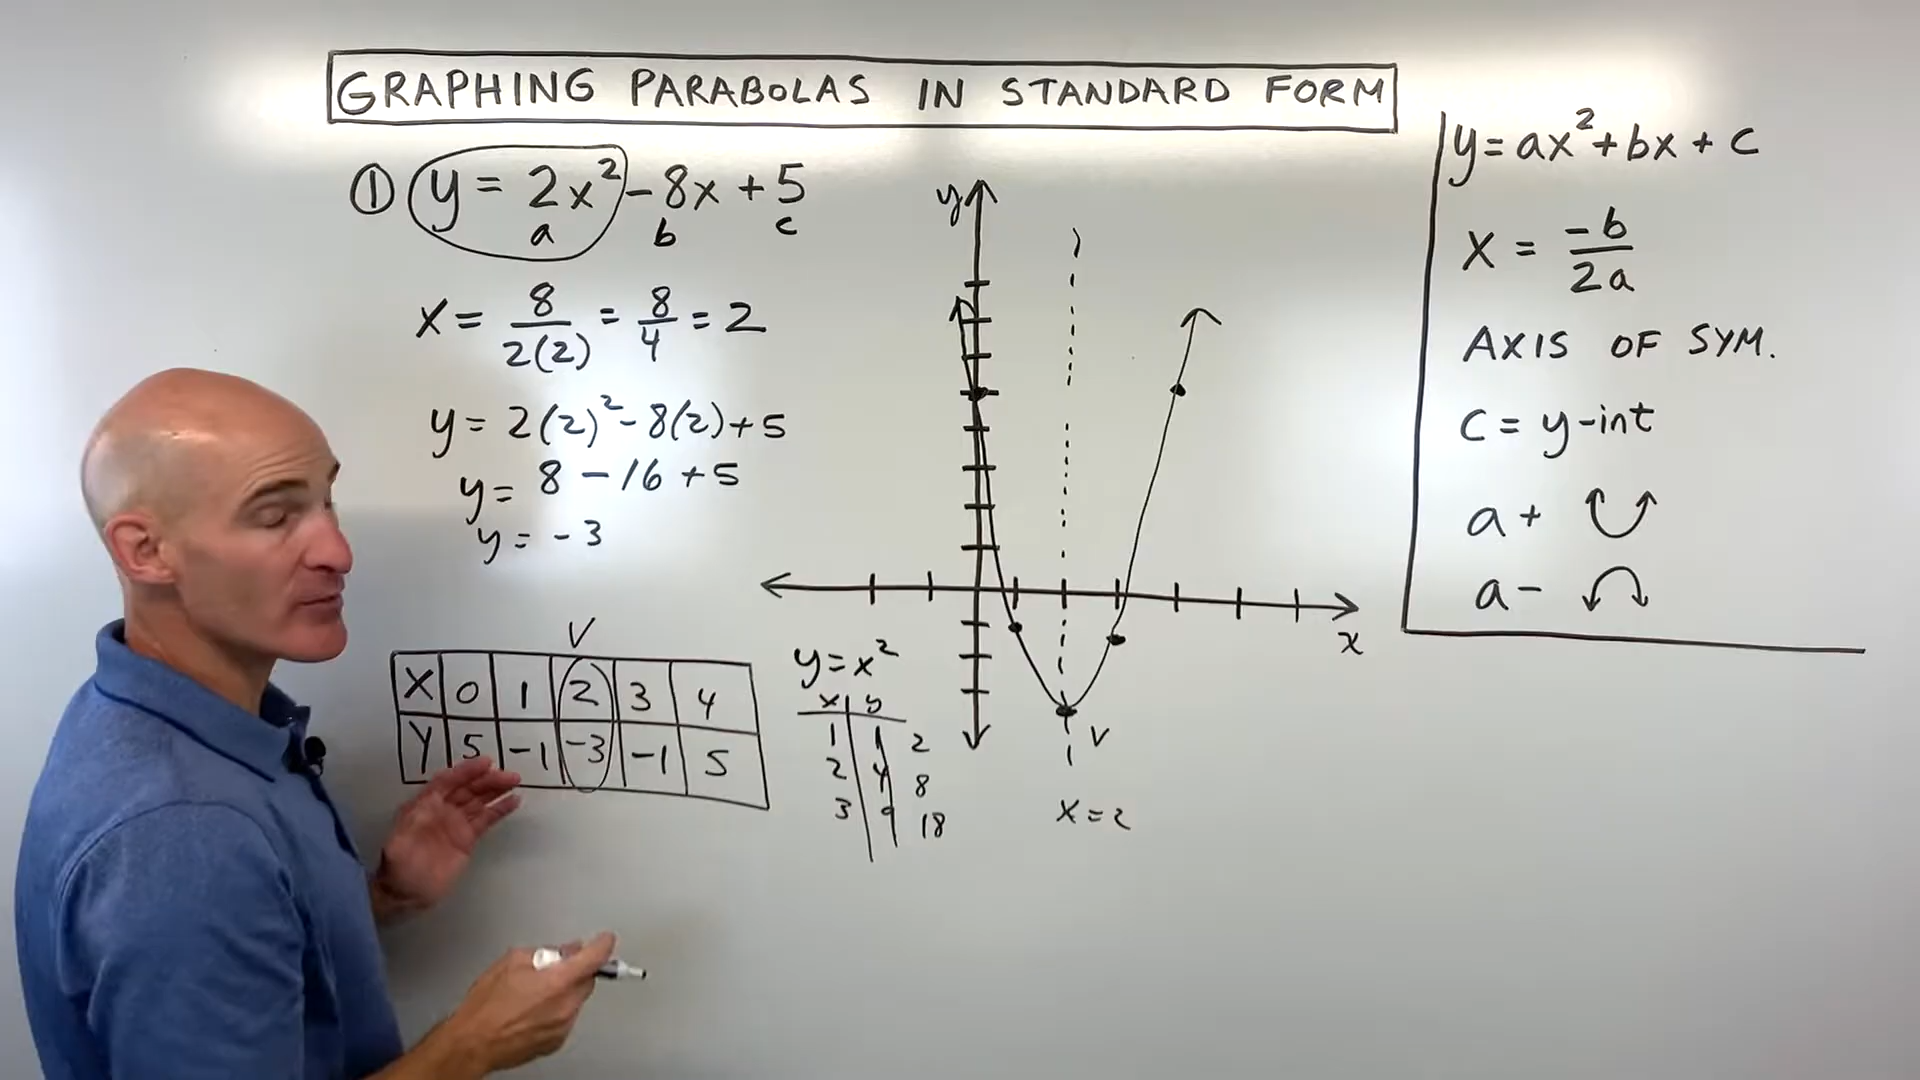 GRAPHING PARABOLAS IN STANDARD FORM
① y = 2x² - 8x + 5
a b c
x = 8/2(2) = 8/4 = 2
y = 2(2)² - 8(2) + 5
y = 8 - 16 + 5
y = -3
V
X 0 1 2 3 4
Y 5 -1 -3 -1 5
y = x²
x y
1 1 2
2 4 8
3 9 18
y
x
V
x = 2
y = ax² + bx + c
X = -b/2a
AXIS OF SYM.
C = y-int
a +
a -